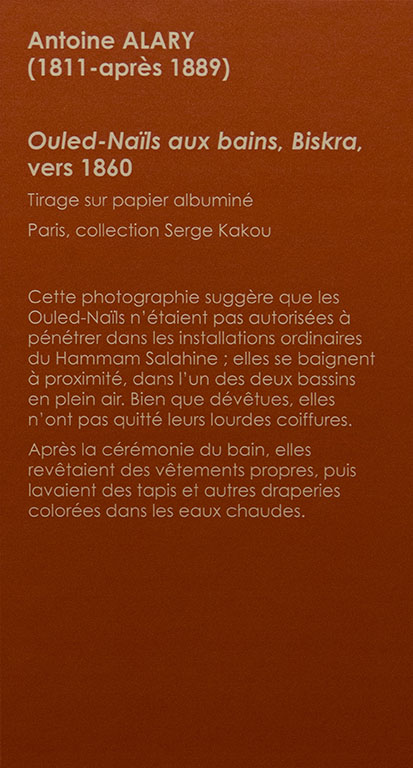 Antoine ALARY
(1811-après 1889)
Ouled-Naïls aux bains, Biskra,
vers 1860
Tirage sur papier albuminé
Paris, collection Serge Kakou
Cette photographie suggère que les
Ouled-Naïls n'étaient pas autorisées à
pénétrer dans les installations ordinaires
du Hammam Salahine ; elles se baignent
à proximité, dans l'un des deux bassins
en plein air. Bien que dévêtues, elles
n'ont pas quitté leurs lourdes coiffures.
Après la cérémonie du bain, elles
revêtaient des vêtements propres, puis
lavaient des tapis et autres draperies
colorées dans les eaux chaudes.